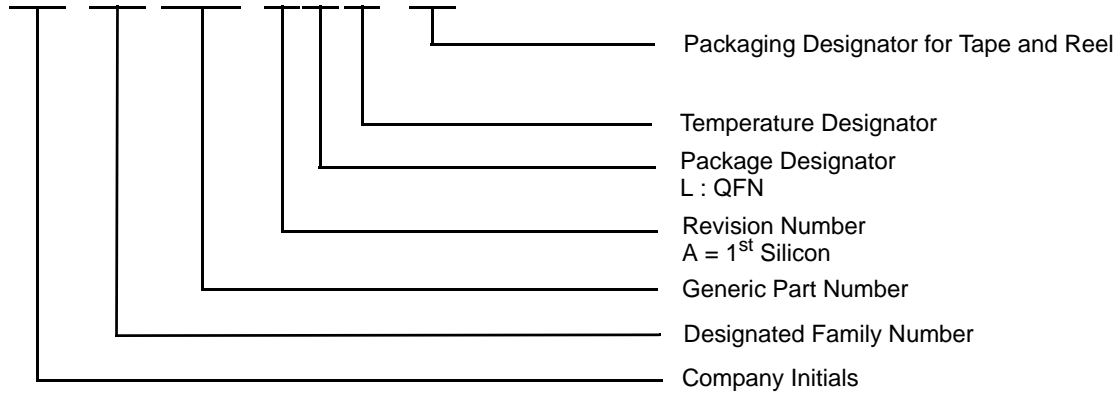 Packaging Designator for Tape and Reel
Temperature Designator
Package Designator
L : QFN
Revision Number
A = 1st Silicon
Generic Part Number
Designated Family Number
Company Initials